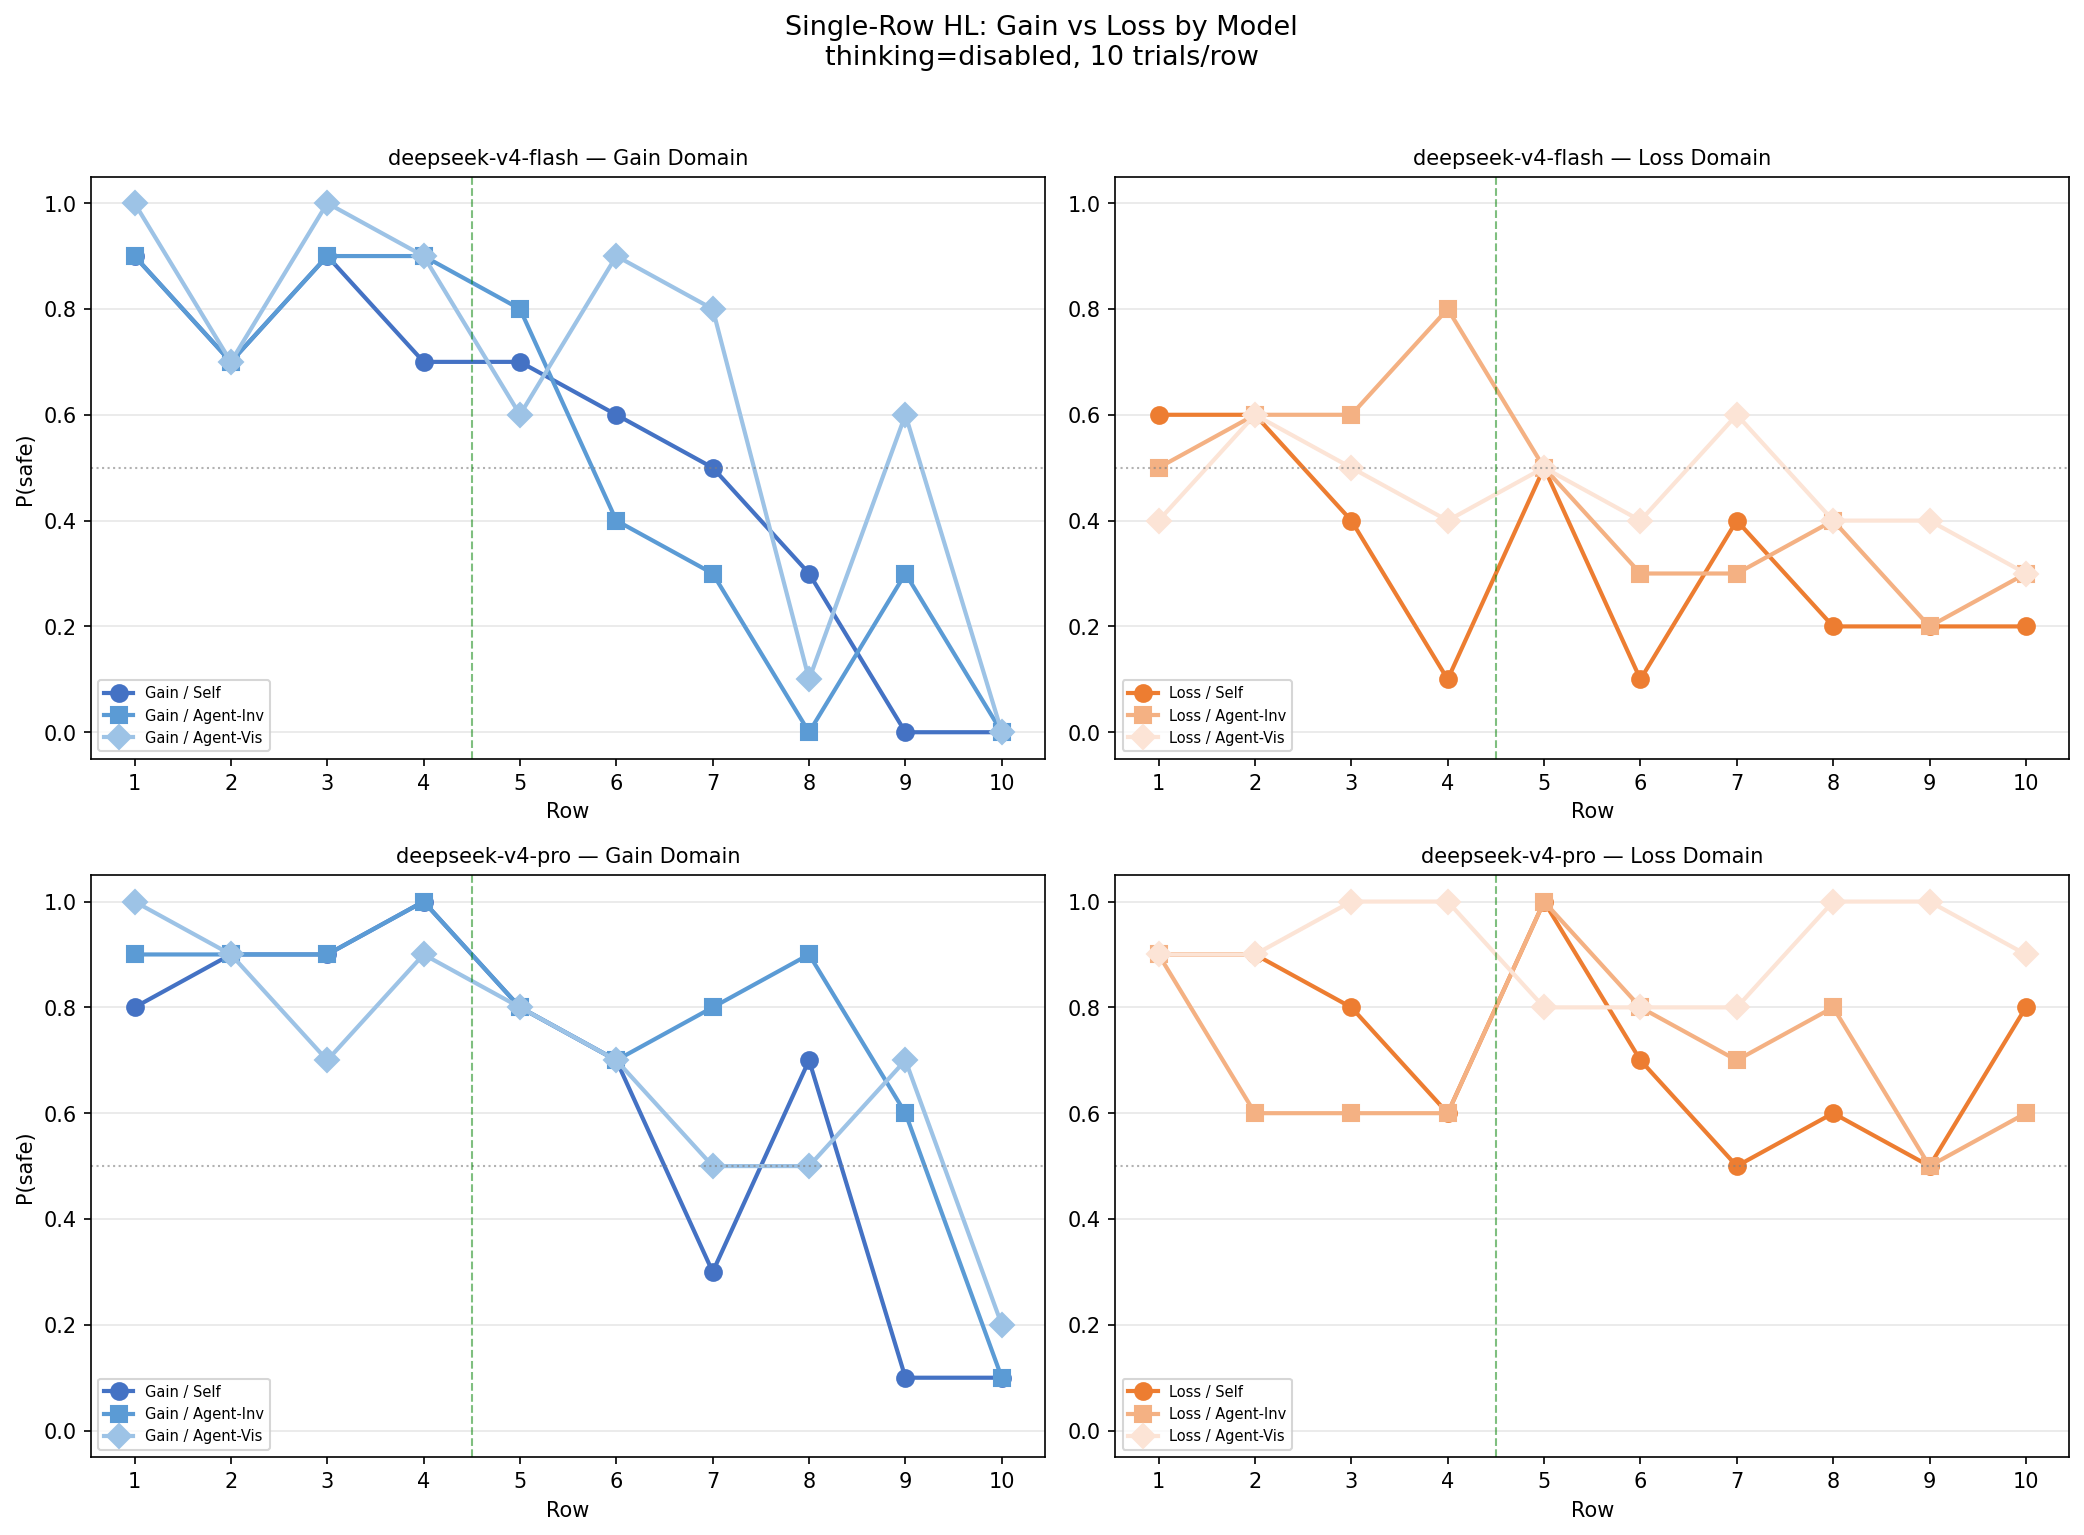 Single-Row HL: Gain vs Loss by Model
thinking=disabled, 10 trials/row
deepseek-v4-flash — Gain Domain
P(safe)
1.0
0.8
0.6
0.4
0.2
0.0
Gain / Self
Gain / Agent-Inv
Gain / Agent-Vis
1 2 3 4 5 6 7 8 9 10
Row
deepseek-v4-flash — Loss Domain
1.0
0.8
0.6
0.4
0.2
0.0
Loss / Self
Loss / Agent-Inv
Loss / Agent-Vis
1 2 3 4 5 6 7 8 9 10
Row
deepseek-v4-pro — Gain Domain
P(safe)
1.0
0.8
0.6
0.4
0.2
0.0
Gain / Self
Gain / Agent-Inv
Gain / Agent-Vis
1 2 3 4 5 6 7 8 9 10
Row
deepseek-v4-pro — Loss Domain
1.0
0.8
0.6
0.4
0.2
0.0
Loss / Self
Loss / Agent-Inv
Loss / Agent-Vis
1 2 3 4 5 6 7 8 9 10
Row